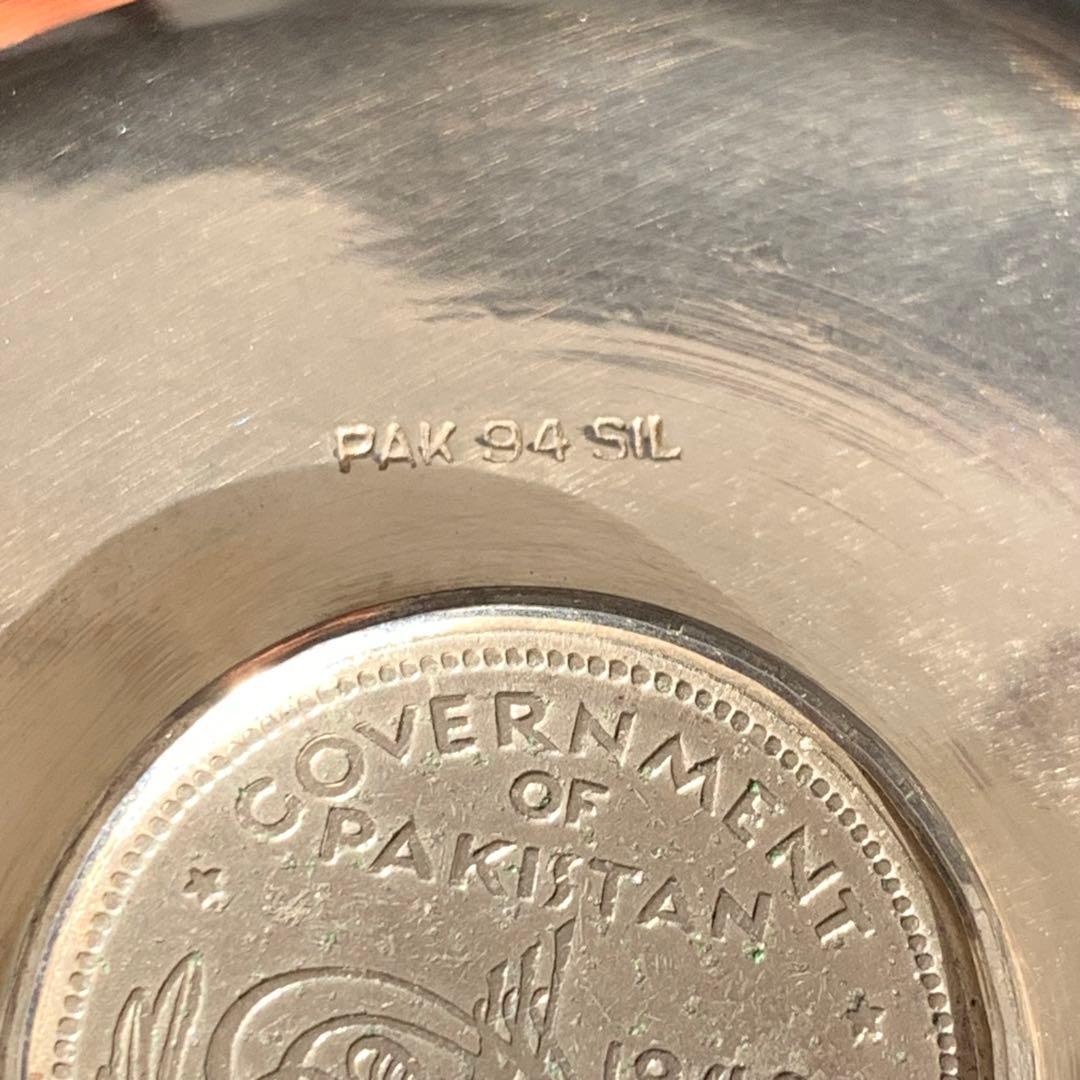 PAK 94 SIL
GOVERNMENT
OF
PAKISTAN